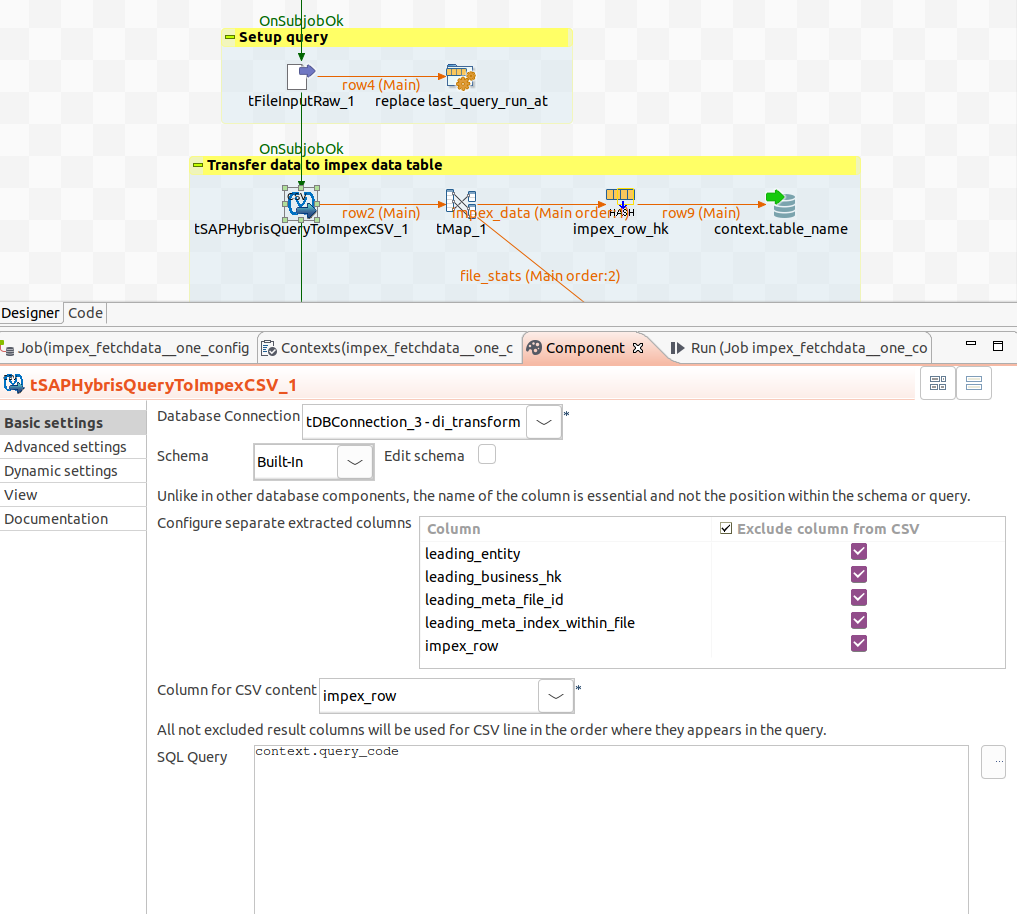 OnSubjobOk
Setup query
row4 (Main)
tFileInputRaw_1
replace last_query_run_at
OnSubjobOk
Transfer data to impex data table
row2 (Main)
impex_data (Main order:
HASH
row9 (Main)
tSAPHybrisQueryToImpexCSV_1
tMap_1
impex_row_hk
context.table_name
file_stats (Main order:2)
Designer
Code
Job(impex_fetchdata__one_config
Contexts(impex_fetchdata__one_c
Component
Run (Job impex_fetchdata__one_co
tSAPHybrisQueryToImpexCSV_1
Basic settings
Advanced settings
Dynamic settings
View
Documentation
Database Connection
tDBConnection_3 - di_transform
*
Schema
Built-In
Edit schema
Unlike in other database components, the name of the column is essential and not the position within the schema or query.
Configure separate extracted columns
Column
Exclude column from CSV
leading_entity
leading_business_hk
leading_meta_file_id
leading_meta_index_within_file
impex_row
Column for CSV content
impex_row
*
All not excluded result columns will be used for CSV line in the order where they appears in the query.
SQL Query
context.query_code
...